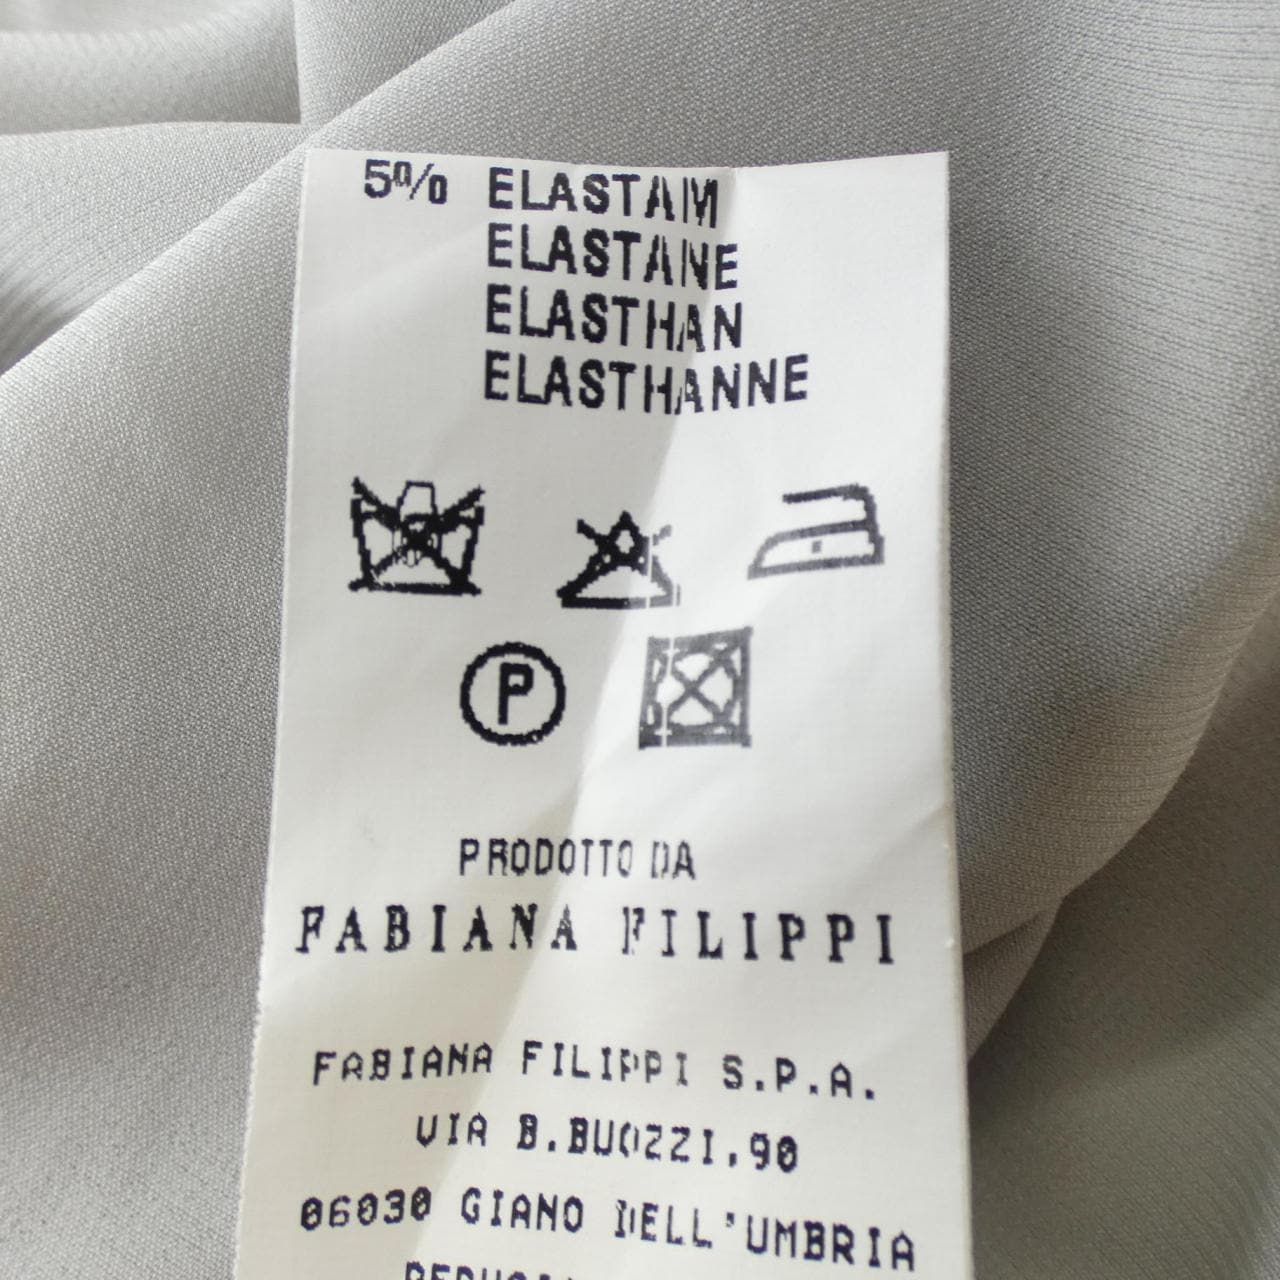 5% ELASTAM
ELASTANE
ELASTHAN
ELASTHANNE
P
PRODOTTO DA
FABIANA FILIPPI
FABIANA FILIPPI S.P.A.
VIA B.BUOZZI,90
06030 GIANO DELL'UMBRIA